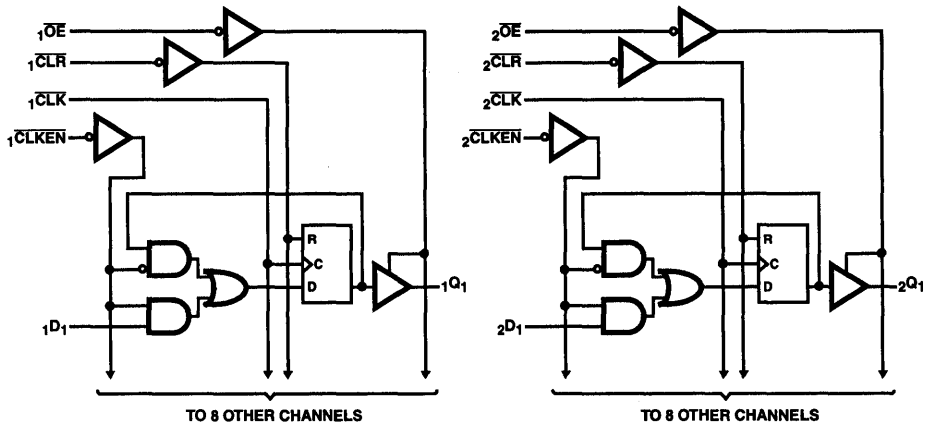 1OE
1CLR
1CLK
1CLKEN
R
C
D
1Q1
1D1
TO 8 OTHER CHANNELS
2OE
2CLR
2CLK
2CLKEN
R
C
D
2Q1
2D1
TO 8 OTHER CHANNELS